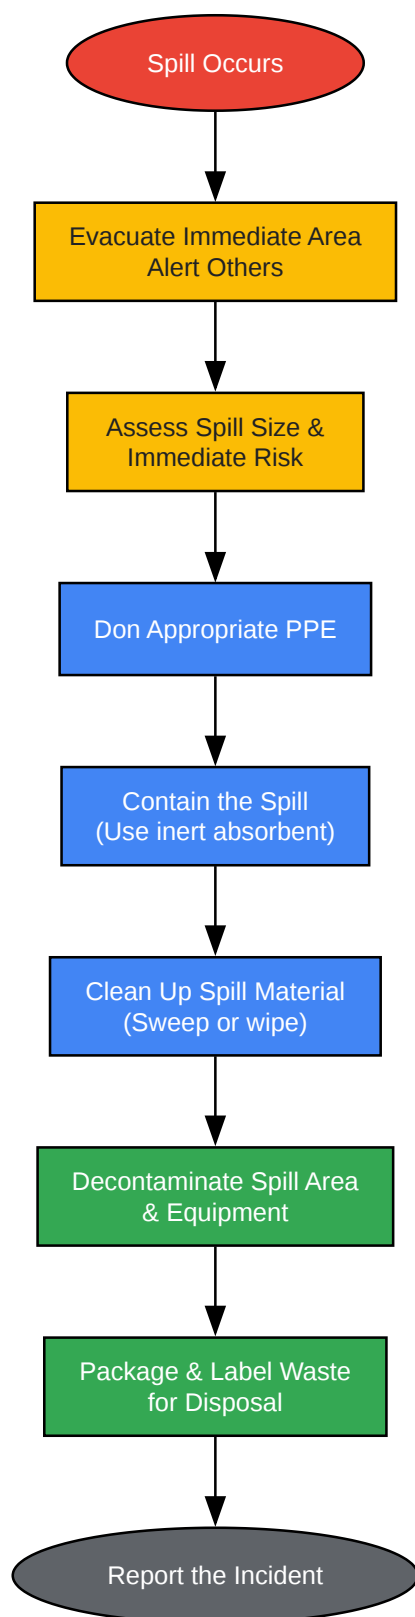 Spill Occurs
Evacuate Immediate Area
Alert Others
Assess Spill Size &
Immediate Risk
Don Appropriate PPE
Contain the Spill
(Use inert absorbent)
Clean Up Spill Material
(Sweep or wipe)
Decontaminate Spill Area
& Equipment
Package & Label Waste
for Disposal
Report the Incident